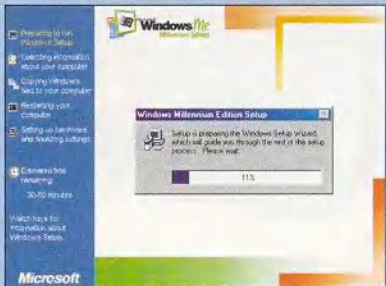 Preparing to run
Windows Setup
Collecting information
about your computer
Copying Windows
files to your computer
Restarting your
computer
Setting up hardware
and finalizing settings
Estimated time
remaining:
30-60 minutes
Watch here for
information about
Windows Setup.
Microsoft
Windows Me
Millennium Edition
Windows Millennium Edition Setup
Setup is preparing the Windows Setup Wizard,
which will guide you through the rest of the setup
process. Please wait.
11%